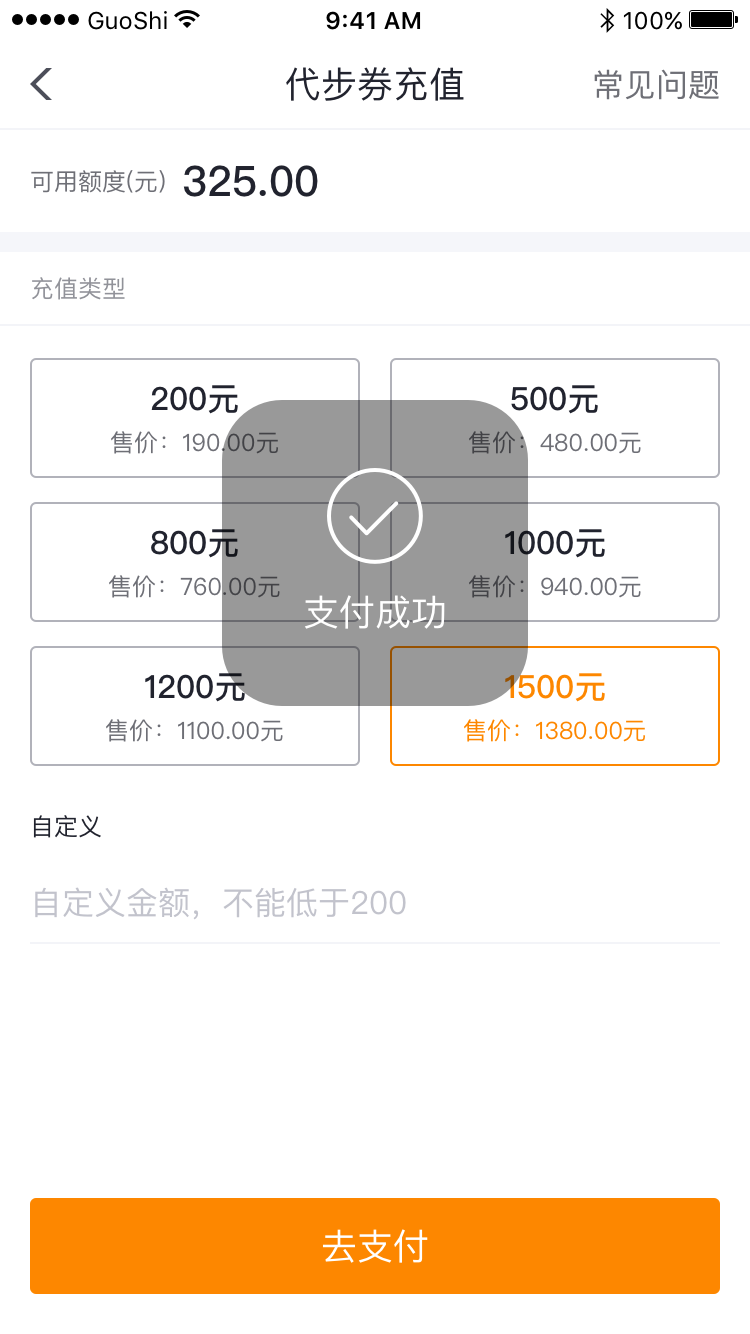 GuoShi 9:41 AM 100%
代步券充值 常见问题
可用额度(元) 325.00
充值类型
200元 500元
售价：190.00元 售价：480.00元
800元 1000元
售价：760.00元 售价：940.00元
支付成功
1200元 1500元
售价：1100.00元 售价：1380.00元
自定义
自定义金额，不能低于200
去支付